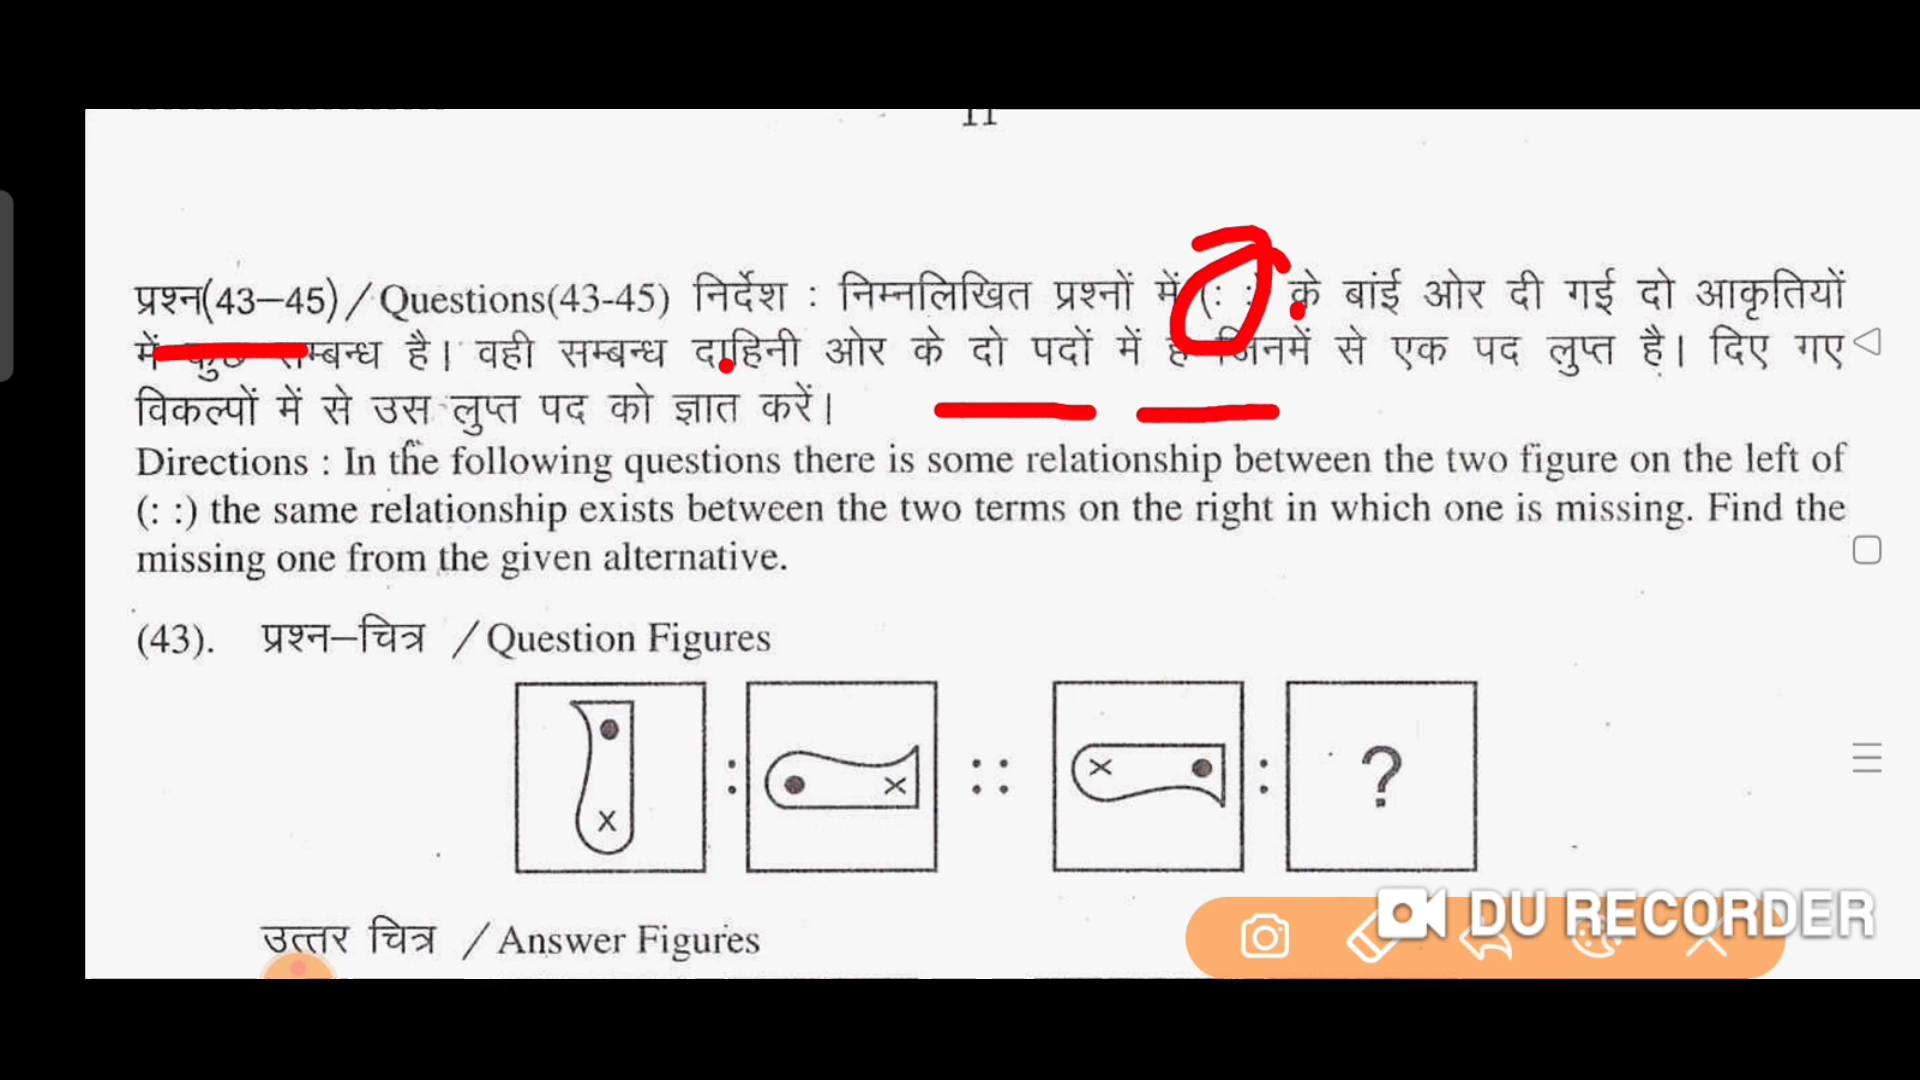 11
प्रश्न(43–45) / Questions(43-45) निर्देश : निम्नलिखित प्रश्नों में (: :) के बांई ओर दी गई दो आकृतियों
में कुछ सम्बन्ध है। वही सम्बन्ध दाहिनी ओर के दो पदों में है जिनमें से एक पद लुप्त है। दिए गए
विकल्पों में से उस लुप्त पद को ज्ञात करें।
Directions : In the following questions there is some relationship between the two figure on the left of
(: :) the same relationship exists between the two terms on the right in which one is missing. Find the
missing one from the given alternative.
(43). प्रश्न–चित्र / Question Figures
x : x :: x : ?
DU RECORDER
उत्तर चित्र / Answer Figures